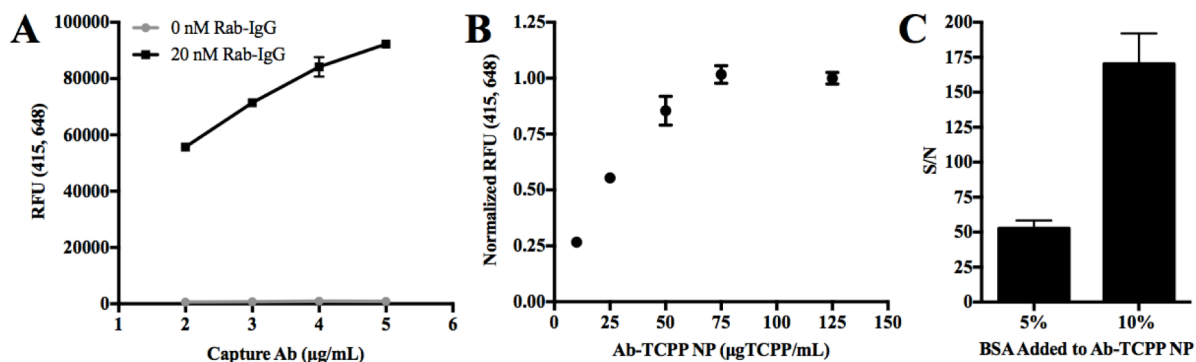 A
0 nM Rab-IgG
20 nM Rab-IgG
RFU (415, 648)
100000
80000
60000
40000
20000
0
1 2 3 4 5 6
Capture Ab (µg/mL)
B
Normalized RFU (415, 648)
1.25
1.00
0.75
0.50
0.25
0.00
0 25 50 75 100 125 150
Ab-TCPP NP (µgTCPP/mL)
C
S/N
200
175
150
125
100
75
50
25
0
5% 10%
BSA Added to Ab-TCPP NP